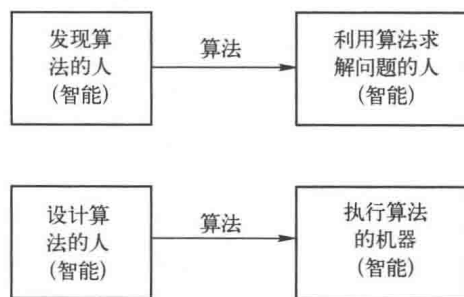 发现算
法的人
(智能)
算法
利用算法求
解问题的人
(智能)
设计算
法的人
(智能)
算法
执行算法
的机器
(智能)